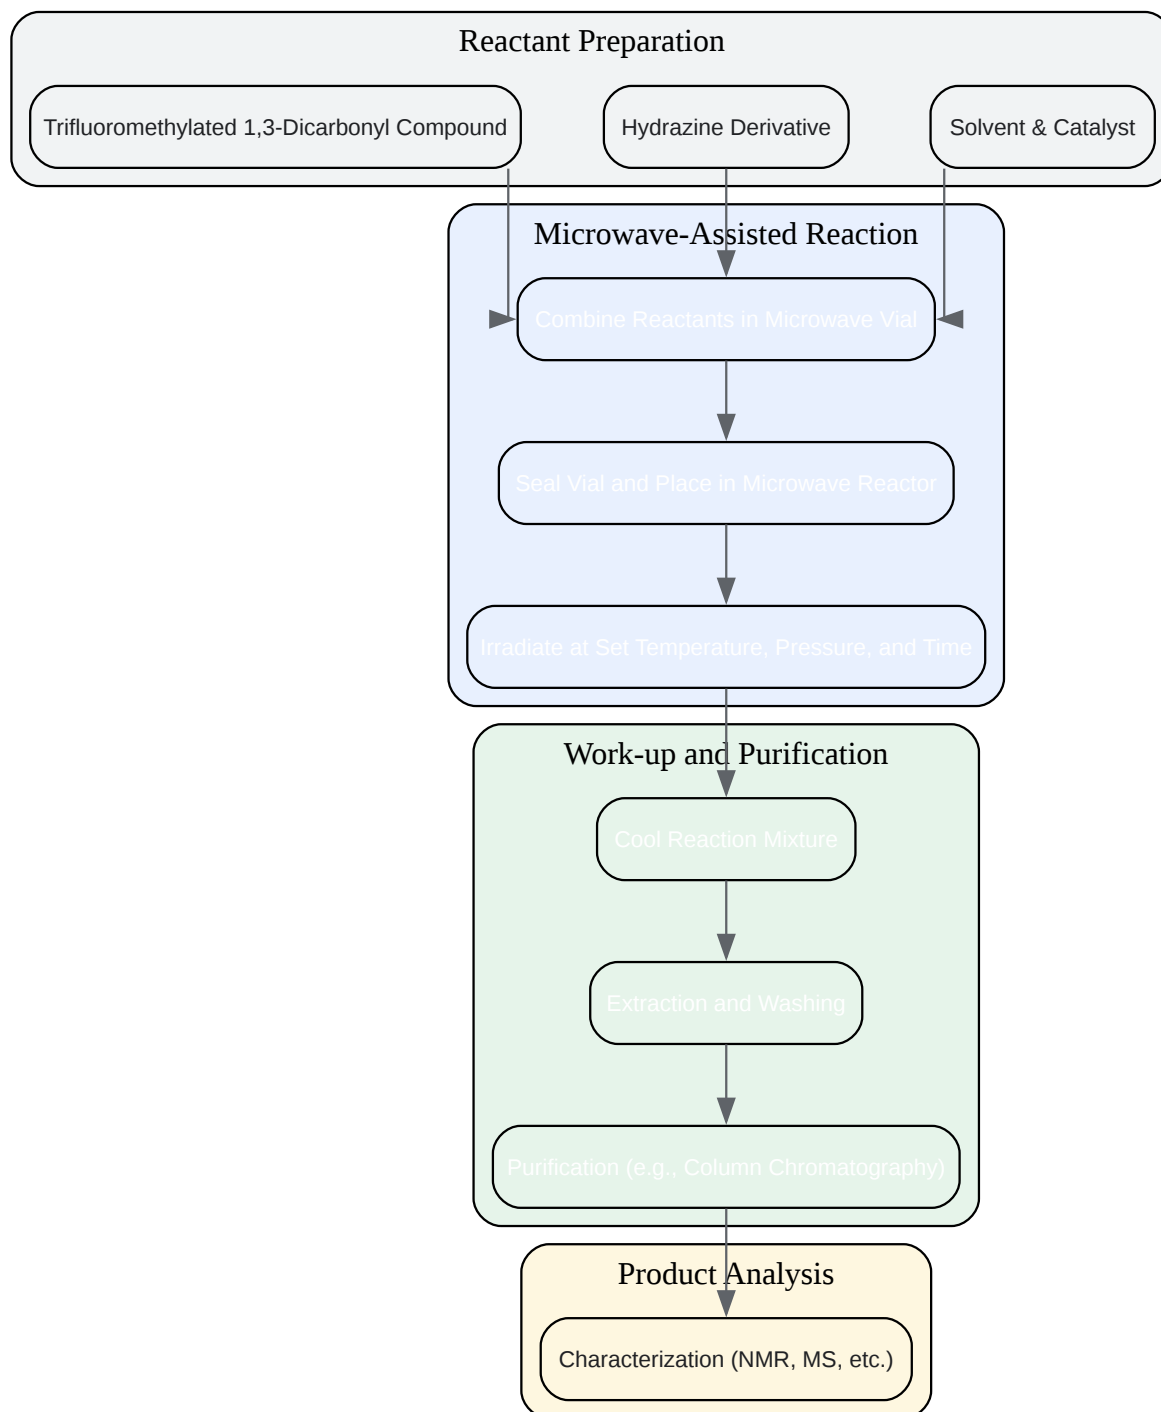 Reactant Preparation
Trifluoromethylated 1,3-Dicarbonyl Compound
Hydrazine Derivative
Solvent & Catalyst
Microwave-Assisted Reaction
Combine Reactants in Microwave Vial
Seal Vial and Place in Microwave Reactor
Irradiate at Set Temperature, Pressure, and Time
Work-up and Purification
Cool Reaction Mixture
Extraction and Washing
Purification (e.g., Column Chromatography)
Product Analysis
Characterization (NMR, MS, etc.)